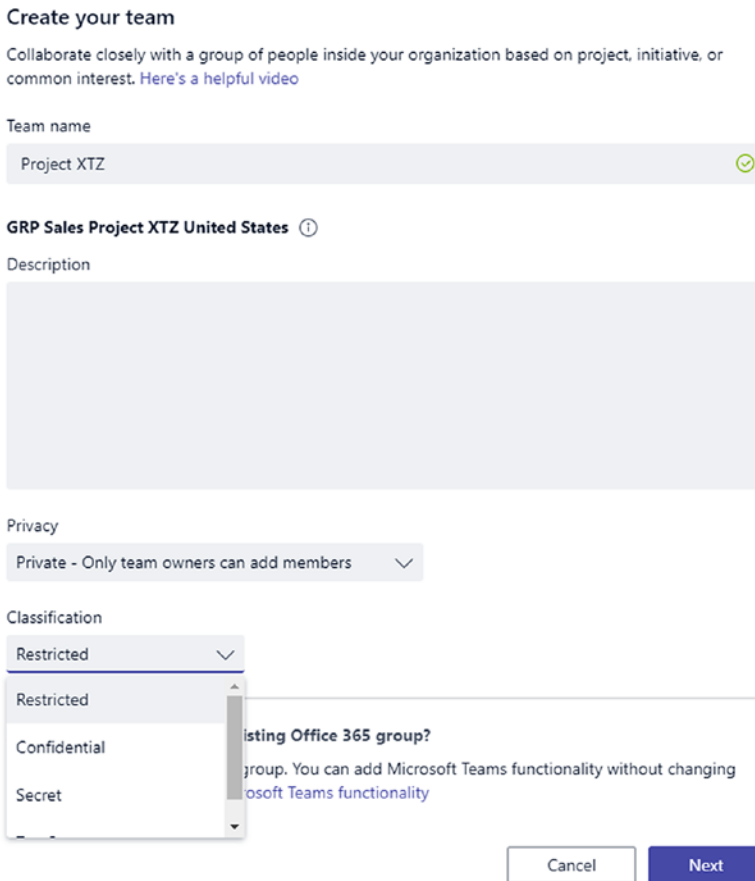 Create your team
Collaborate closely with a group of people inside your organization based on project, initiative, or
common interest. Here's a helpful video
Team name
Project XTZ
GRP Sales Project XTZ United States
Description
Privacy
Private - Only team owners can add members
Classification
Restricted
Restricted
Confidential
isting Office 365 group?
group. You can add Microsoft Teams functionality without changing
Secret
rosoft Teams functionality
Cancel
Next